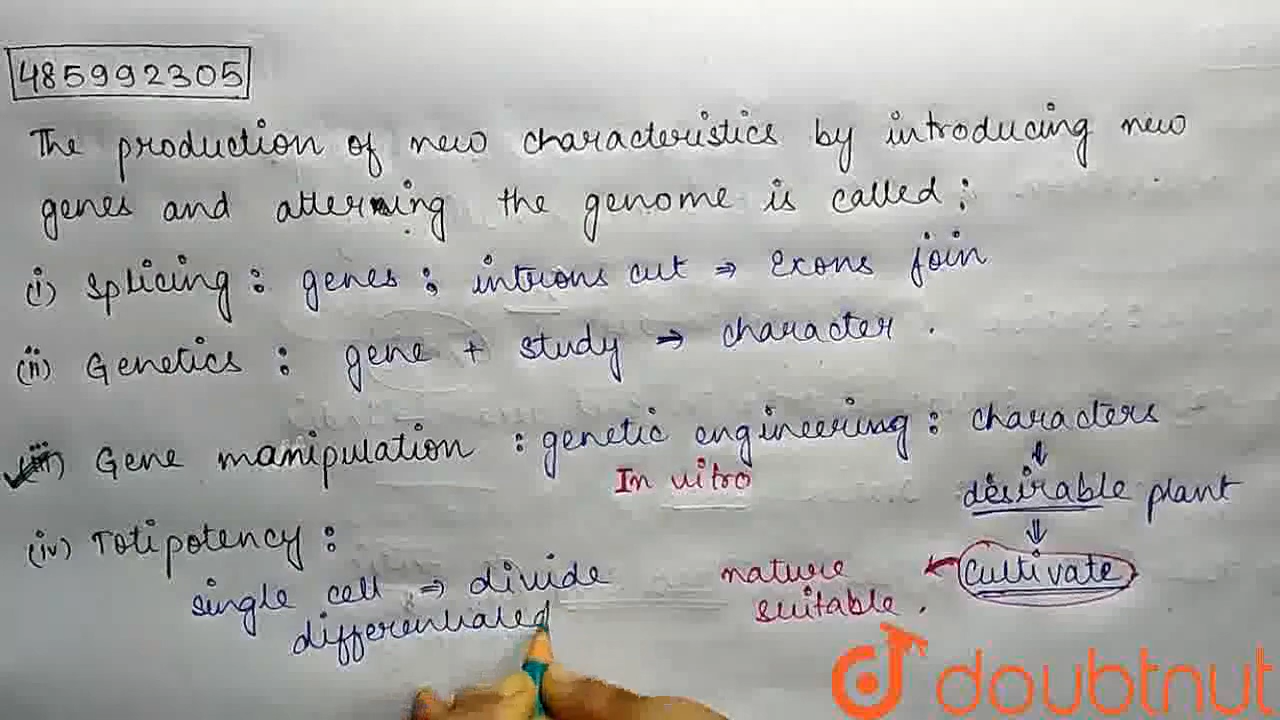 485992305
The production of new characteristics by introducing new
genes and altering the genome is called:
(i) Splicing : genes : introns cut ⇒ Exons join
(ii) Genetics : gene + study → character.
(iii) Gene manipulation : genetic engineering : characters
In vitro
↓
desirable plant
⇓
cultivate
←
nature
suitable.
(iv) Totipotency :
single cell ⇒ divide
differentiated
doubtnut